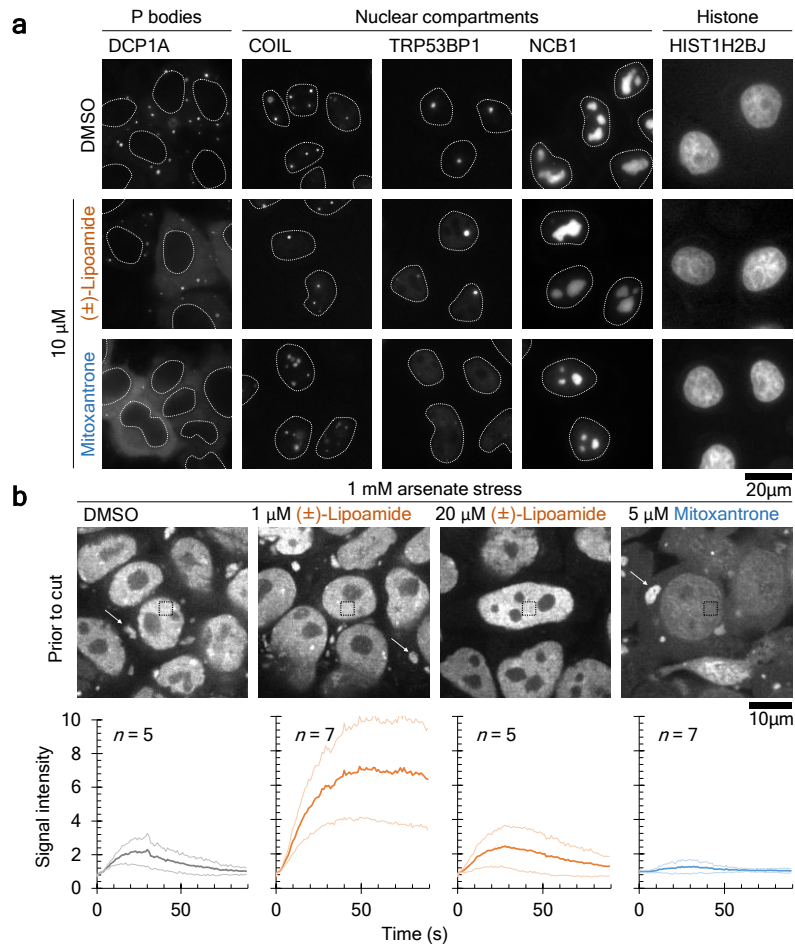 a
P bodies
Nuclear compartments
Histone
DCP1A
COIL
TRP53BP1
NCB1
HIST1H2BJ
DMSO
10 µM
(±)-Lipoamide
Mitoxantrone
20µm
b
1 mM arsenate stress
DMSO
1 µM (±)-Lipoamide
20 µM (±)-Lipoamide
5 µM Mitoxantrone
Prior to cut
10µm
Signal intensity
10
8
6
4
2
0
n = 5
n = 7
n = 5
n = 7
0
50
0
50
0
50
0
50
Time (s)